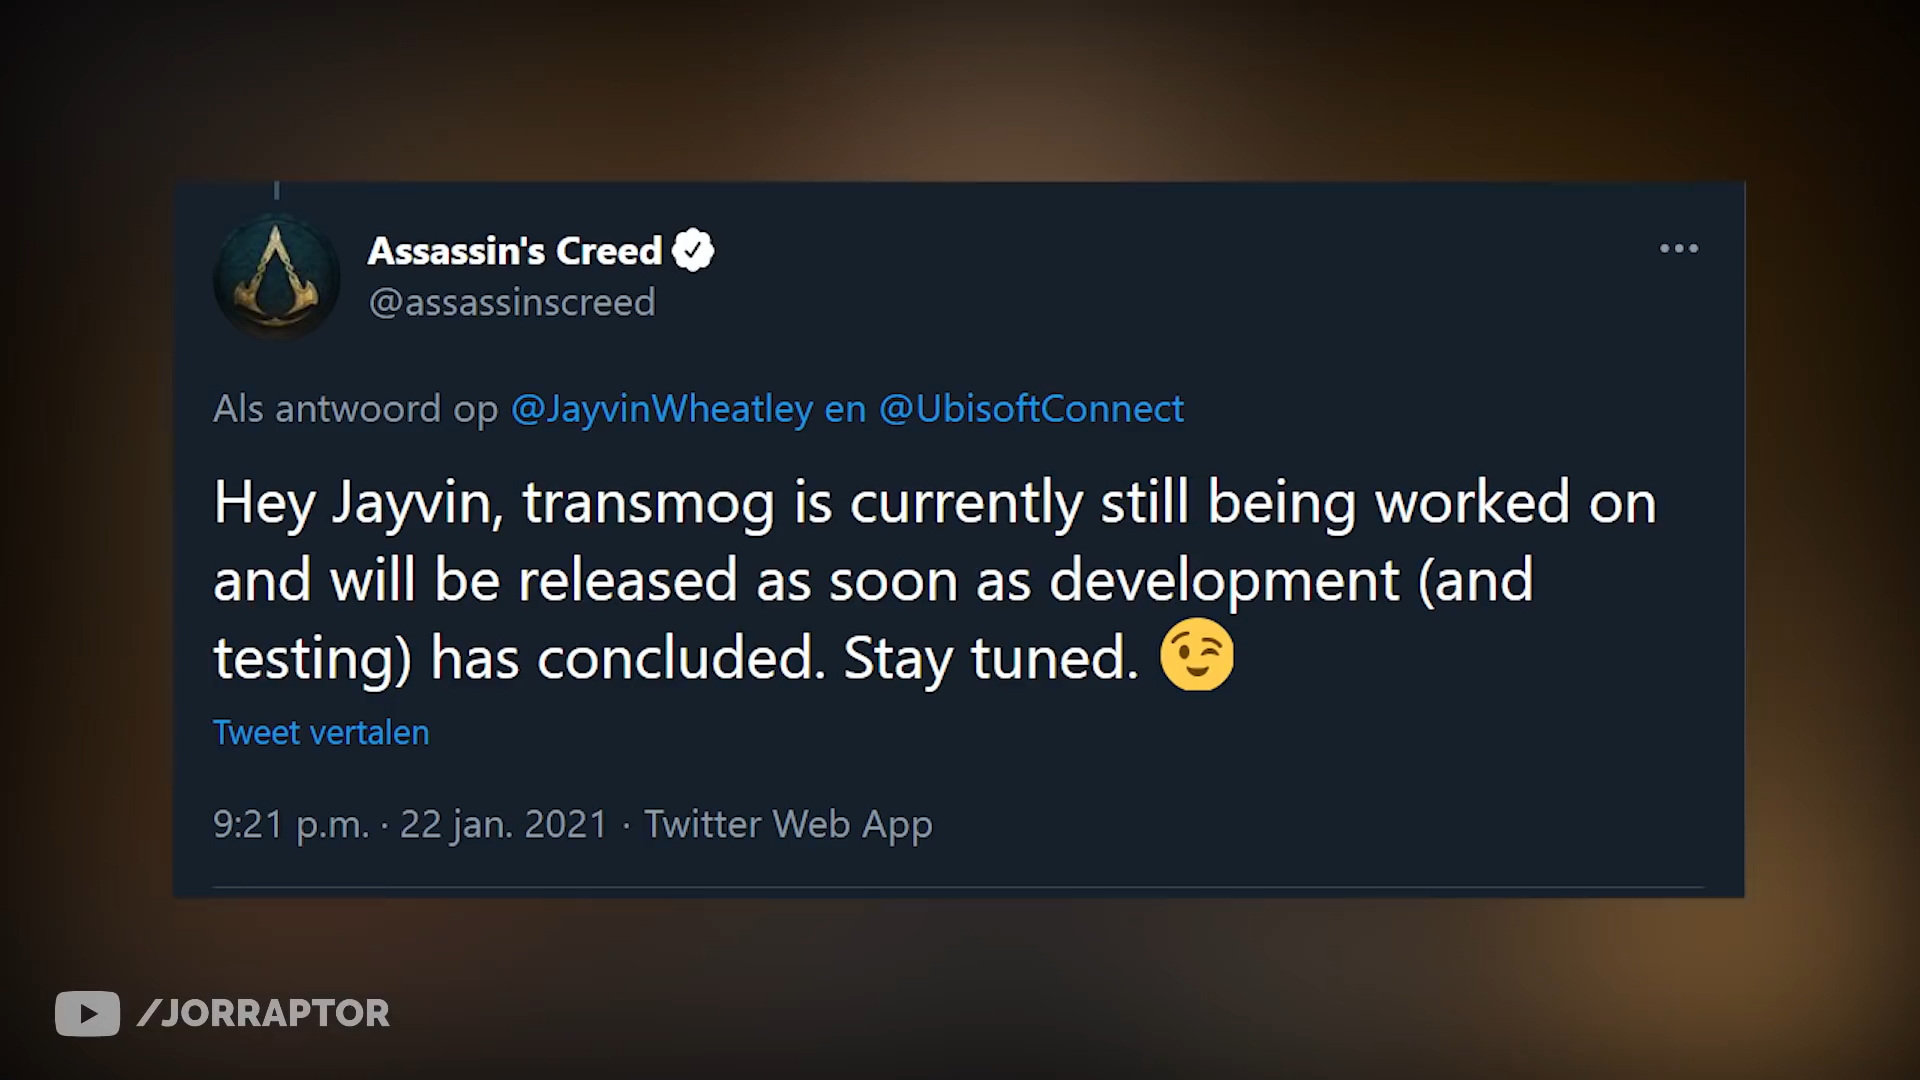 Assassin's Creed
@assassinscreed
Als antwoord op @JayvinWheatley en @UbisoftConnect
Hey Jayvin, transmog is currently still being worked on
and will be released as soon as development (and
testing) has concluded. Stay tuned. 😉
Tweet vertalen
9:21 p.m. · 22 jan. 2021 · Twitter Web App
/JORRAPTOR